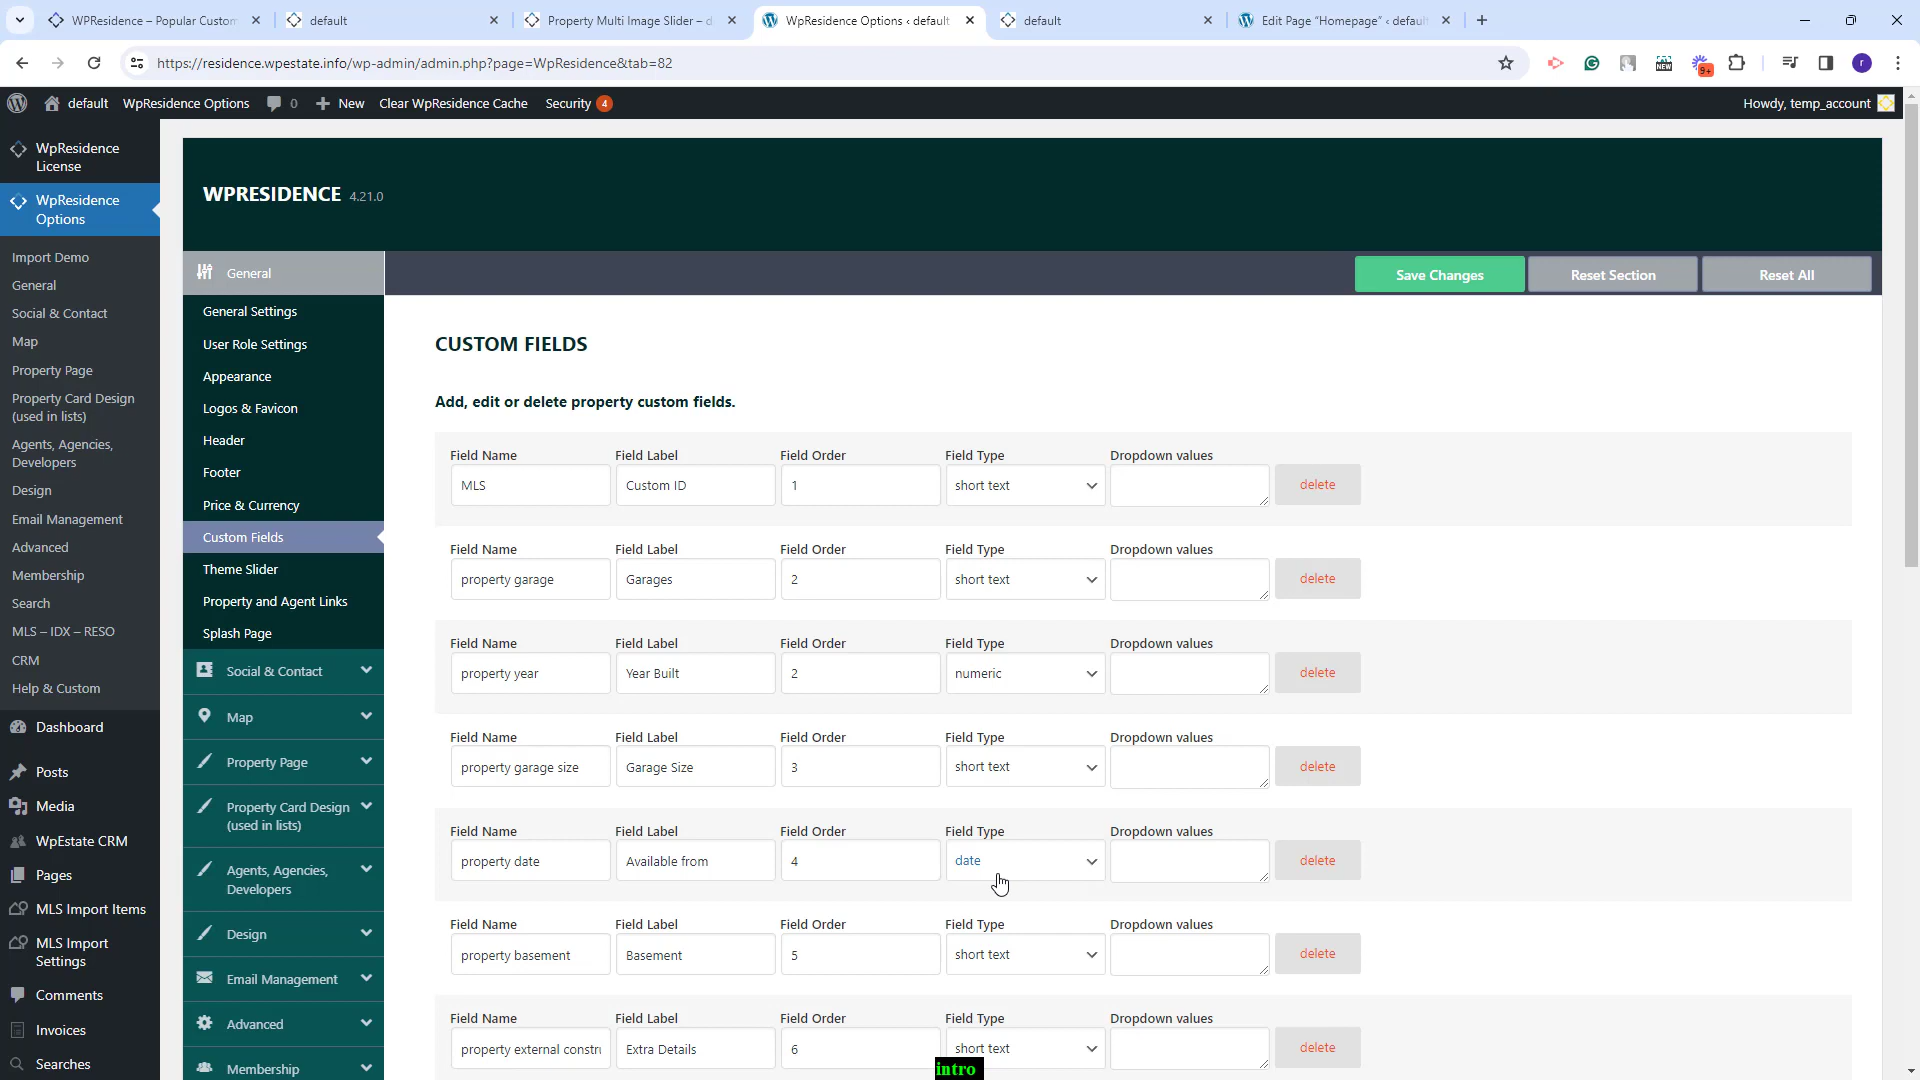 WPResidence – Popular Custom
default
Property Multi Image Slider – d
WpResidence Options ‹ default
default
Edit Page “Homepage” ‹ defaul
https://residence.wpestate.info/wp-admin/admin.php?page=WpResidence&tab=82
NEW
9+
r
default
WpResidence Options
0
New
Clear WpResidence Cache
Security 4
Howdy, temp_account
WpResidence
License
WpResidence
Options
Import Demo
General
Social & Contact
Map
Property Page
Property Card Design
(used in lists)
Agents, Agencies,
Developers
Design
Email Management
Advanced
Membership
Search
MLS – IDX – RESO
CRM
Help & Custom
Dashboard
Posts
Media
WpEstate CRM
Pages
MLS Import Items
MLS Import
Settings
Comments
Invoices
Searches
WPRESIDENCE 4.21.0
General
General Settings
User Role Settings
Appearance
Logos & Favicon
Header
Footer
Price & Currency
Custom Fields
Theme Slider
Property and Agent Links
Splash Page
Social & Contact
Map
Property Page
Property Card Design
(used in lists)
Agents, Agencies,
Developers
Design
Email Management
Advanced
Membership
Save Changes
Reset Section
Reset All
CUSTOM FIELDS
Add, edit or delete property custom fields.
Field Name Field Label Field Order Field Type Dropdown values
MLS Custom ID 1 short text delete
Field Name Field Label Field Order Field Type Dropdown values
property garage Garages 2 short text delete
Field Name Field Label Field Order Field Type Dropdown values
property year Year Built 2 numeric delete
Field Name Field Label Field Order Field Type Dropdown values
property garage size Garage Size 3 short text delete
Field Name Field Label Field Order Field Type Dropdown values
property date Available from 4 date delete
Field Name Field Label Field Order Field Type Dropdown values
property basement Basement 5 short text delete
Field Name Field Label Field Order Field Type Dropdown values
property external constru Extra Details 6 short text delete
intro